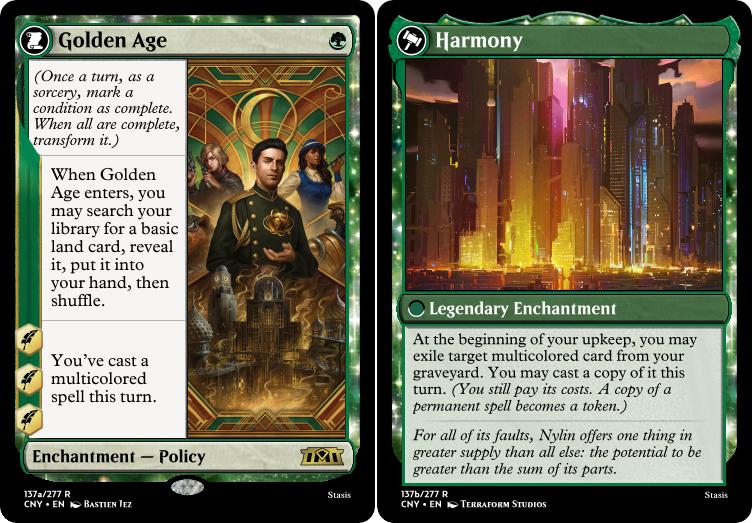 Golden Age
(Once a turn, as a
sorcery, mark a
condition as complete.
When all are complete,
transform it.)
When Golden
Age enters, you
may search your
library for a basic
land card, reveal
it, put it into
your hand, then
shuffle.
You've cast a
multicolored
spell this turn.
Enchantment — Policy
137a/277 R
CNY • EN Bastien Jez
Stasis
Harmony
Legendary Enchantment
At the beginning of your upkeep, you may
exile target multicolored card from your
graveyard. You may cast a copy of it this
turn. (You still pay its costs. A copy of a
permanent spell becomes a token.)
For all of its faults, Nylin offers one thing in
greater supply than all else: the potential to be
greater than the sum of its parts.
137b/277 R
CNY • EN Terraform Studios
Stasis